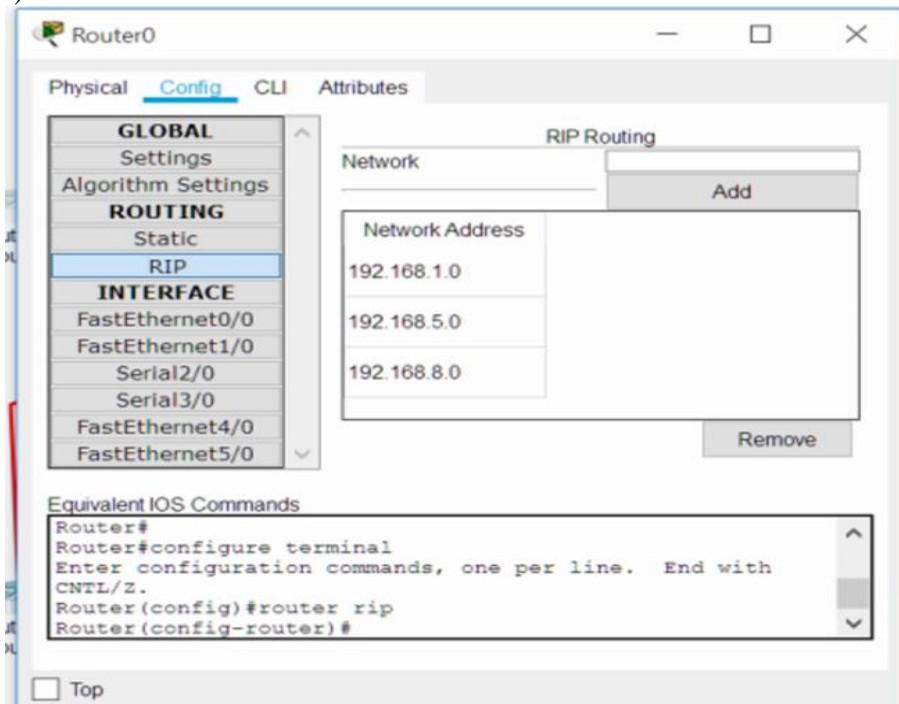 Router0
Physical Config CLI Attributes
GLOBAL
Settings
Algorithm Settings
ROUTING
Static
RIP
INTERFACE
FastEthernet0/0
FastEthernet1/0
Serial2/0
Serial3/0
FastEthernet4/0
FastEthernet5/0
RIP Routing
Network
Add
Network Address
192.168.1.0
192.168.5.0
192.168.8.0
Remove
Equivalent IOS Commands
Router#
Router#configure terminal
Enter configuration commands, one per line. End with
CNTL/Z.
Router(config)#router rip
Router(config-router)#
Top